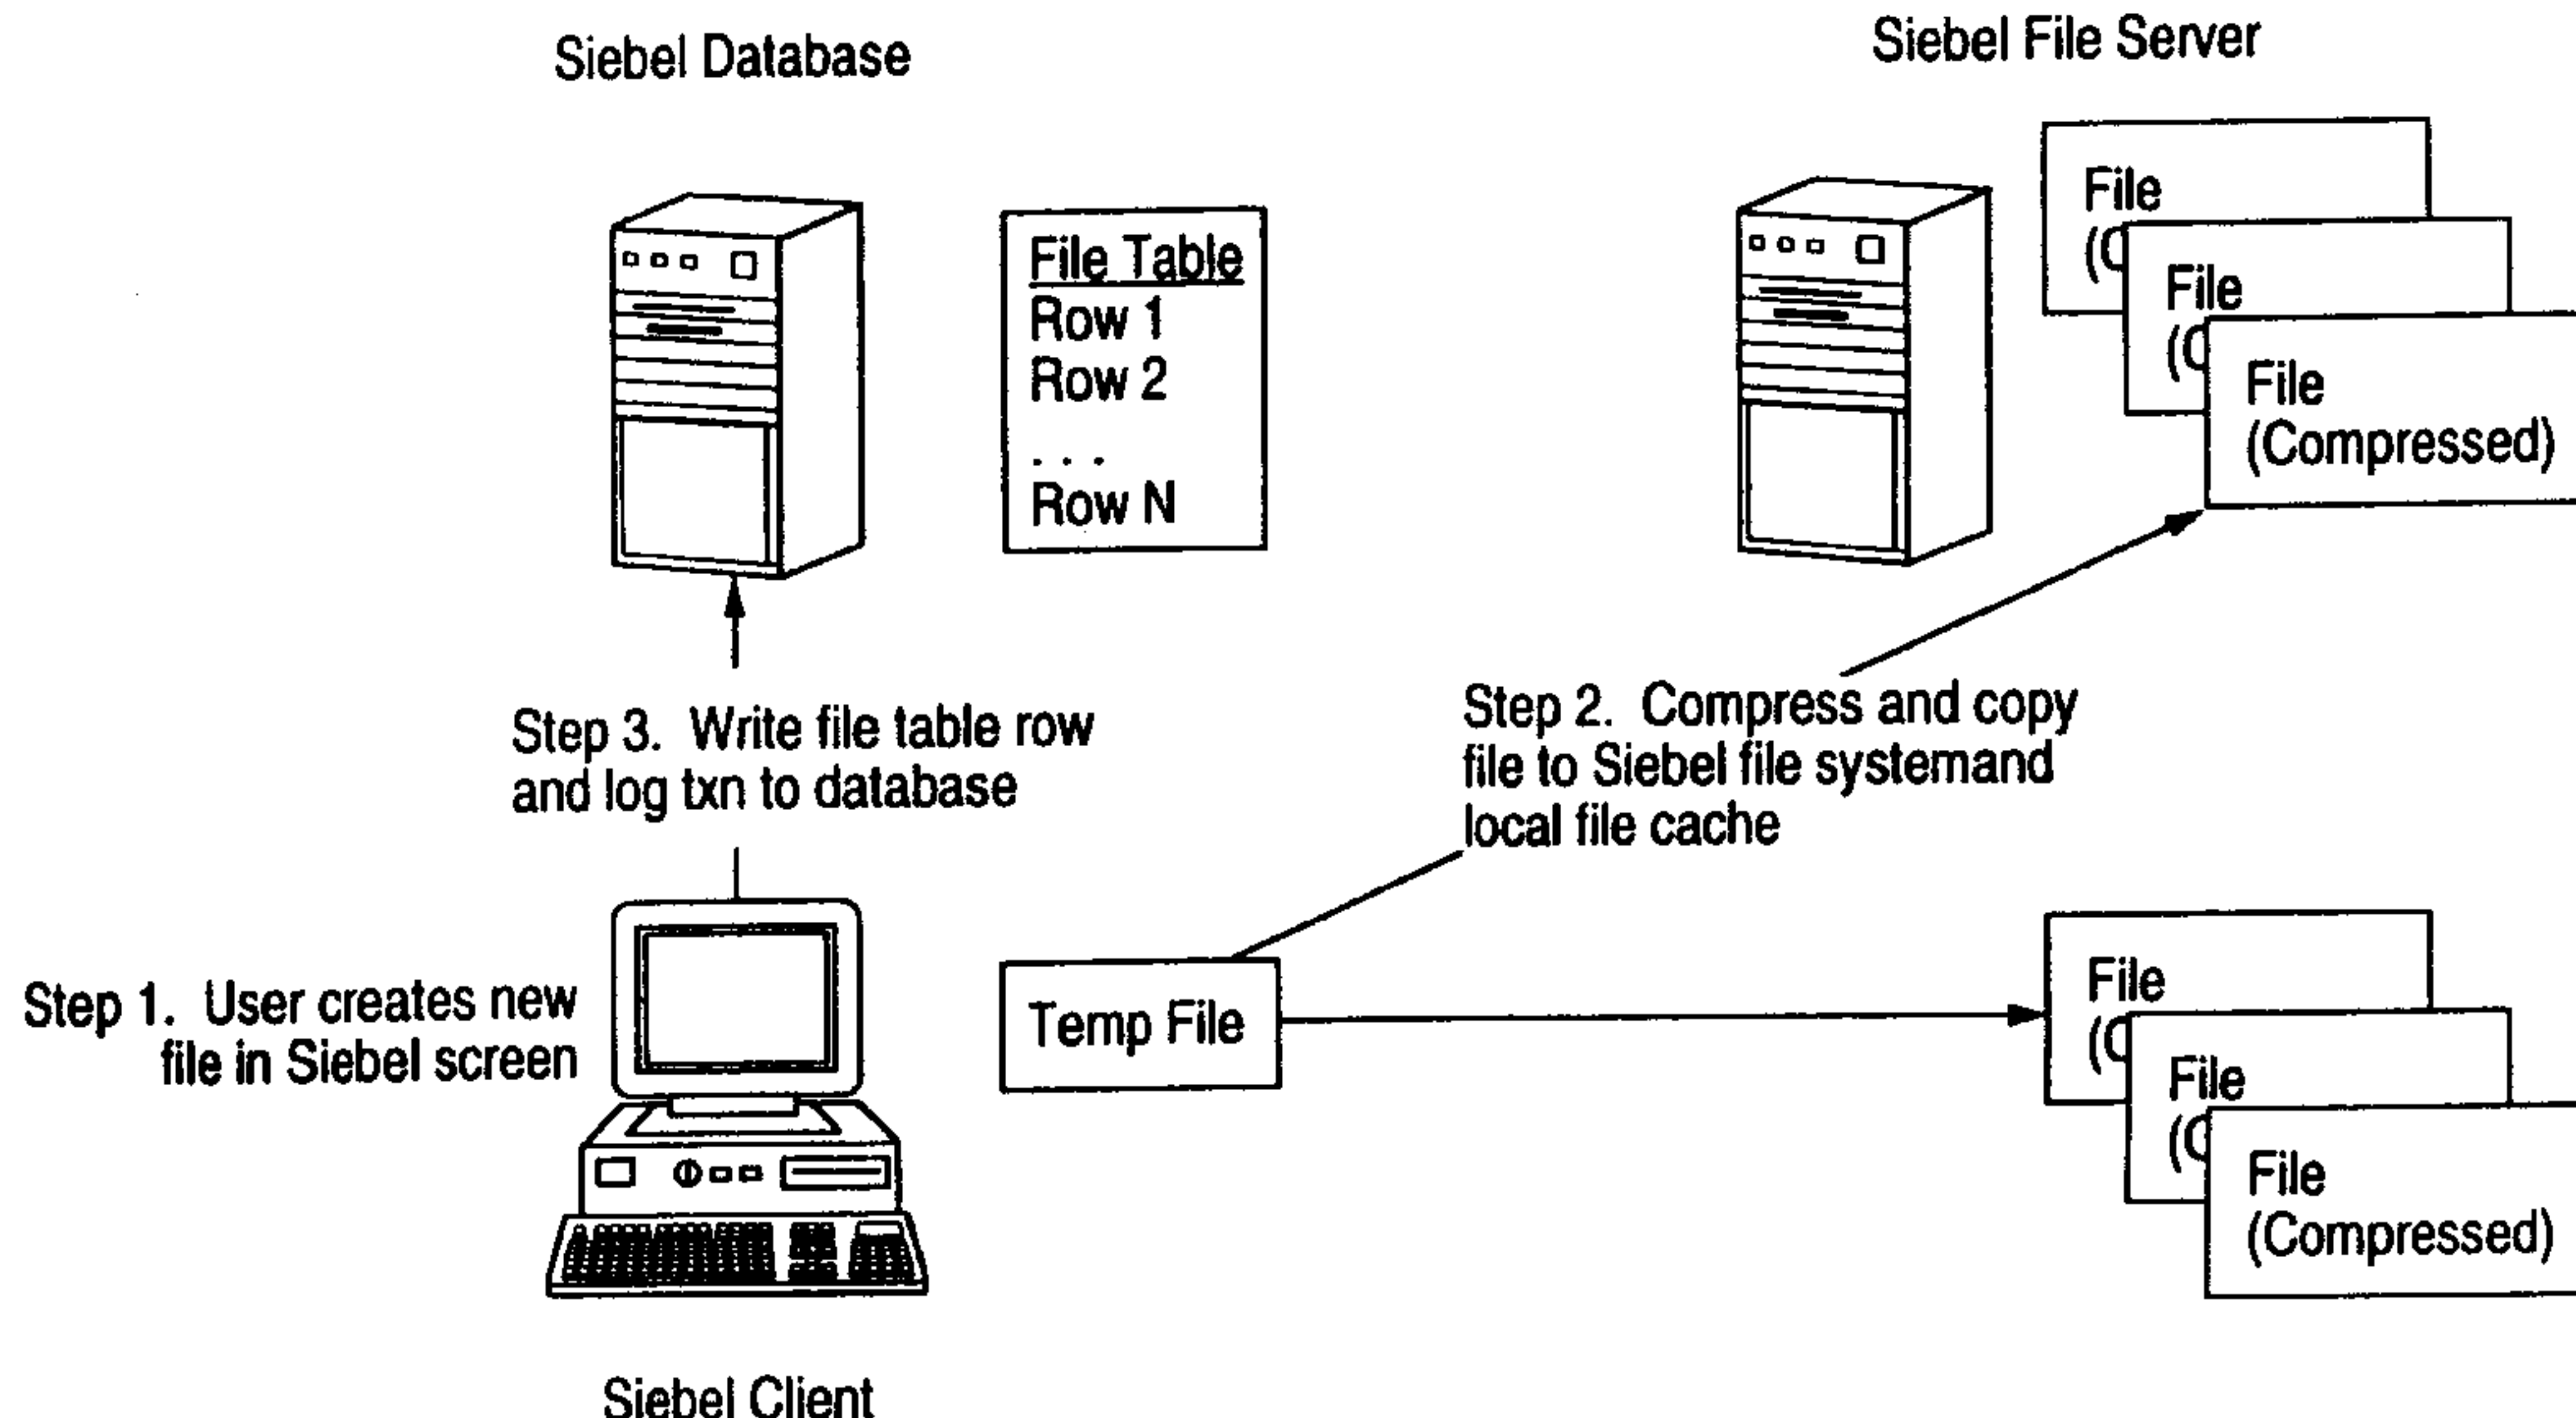 Siebel Database
Siebel File Server
File Table
Row 1
Row 2
. . .
Row N
File
(C
File
(C
File
(Compressed)
Step 3. Write file table row
and log txn to database
Step 2. Compress and copy
file to Siebel file systemand
local file cache
Step 1. User creates new
file in Siebel screen
Temp File
File
(C
File
(C
File
(Compressed)
Siebel Client